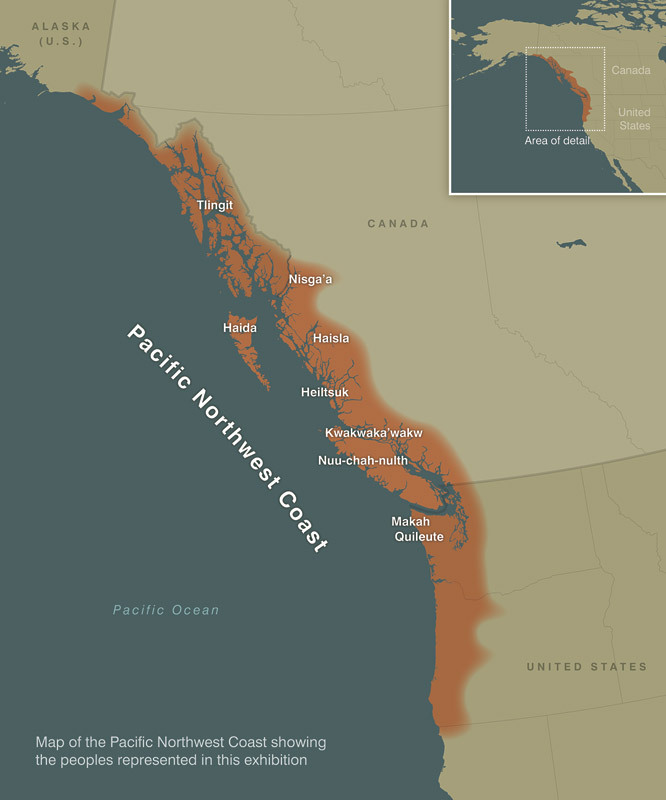 ALASKA
(U.S.)
Canada
United
States
Area of detail
Tlingit
CANADA
Nisga'a
Haida
Haisla
Pacific Northwest Coast
Heiltsuk
Kwakwaka'wakw
Nuu-chah-nulth
Makah
Quileute
Pacific Ocean
UNITED STATES
Map of the Pacific Northwest Coast showing
the peoples represented in this exhibition